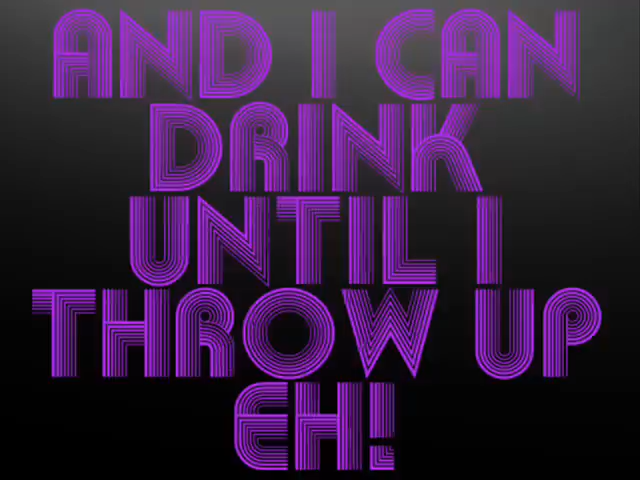 AND I CAN
DRINK
UNTIL I
THROW UP
EH!